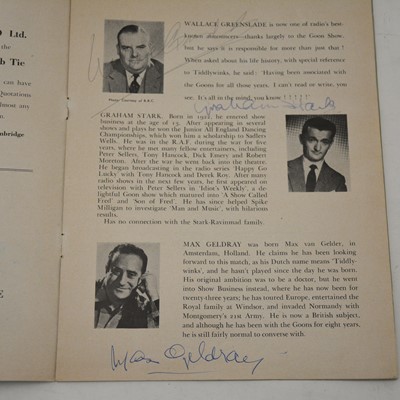 Ltd.
the
b Tie
can have
Quotations
lmost any
mbridge
E
WALLACE GREENSLADE is now one of radio's best-
known announcers—thanks largely to the Goon Show,
but he says it is responsible for more than just that!
When asked about his history, with special reference to
Tiddlywinks, he had this to say: 'Having been associated with
the Goons for all those years, I can't read or write, you
see. It's all in the mind, you know
Photo: Courtesy of B.B.C.
Graham Stark
GRAHAM STARK. Born in 1922, he entered show
business at the age of 13. After appearing in several
shows and plays he won the Junior All England Dancing
Championships, which won him a scholarship to Sadlers
Wells. He was in the R.A.F. during the war for five
years, where he met many fellow entertainers, including
Peter Sellers, Tony Hancock, Dick Emery and Robert
Moreton. After the war he went back into the theatre.
He began broadcasting in the radio series 'Happy Go
Lucky' with Tony Hancock and Derek Roy. After many
radio shows in the next few years, he first appeared on
television with Peter Sellers in 'Idiot's Weekly' a de-
lightful Goon show which matured into 'A Show Called
Fred' and 'Son of Fred'. He has since helped Spike
Milligan to investigate 'Man and Music', with hilarious
results.
Has no connection with the Stark-Ravinmad family.
MAX GELDRAY was born Max van Gelder, in
Amsterdam, Holland. He claims he has been looking
forward to this match, as his Dutch name means 'Tiddly-
winks', and he hasn't played since the day he was born.
His original ambition was to be a doctor, but he went
into Show Business instead, where he has now been for
twenty-three years; he has toured Europe, entertained the
Royal family at Windsor, and invaded Normandy with
Montgomery's 21st Army. He is now a British subject,
and although he has been with the Goons for eight years,
he is still fairly normal to converse with.
Max Geldray